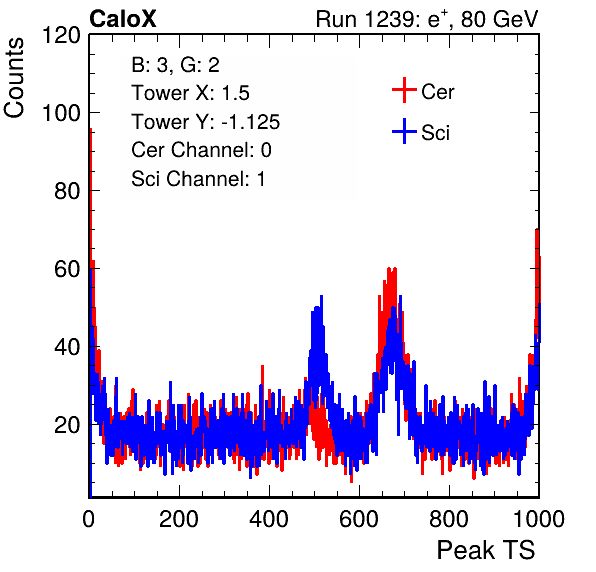 CaloX Run 1239: e⁺, 80 GeV
Counts
B: 3, G: 2
Tower X: 1.5
Tower Y: -1.125
Cer Channel: 0
Sci Channel: 1
Cer
Sci
120
100
80
60
40
20
0 200 400 600 800 1000
Peak TS